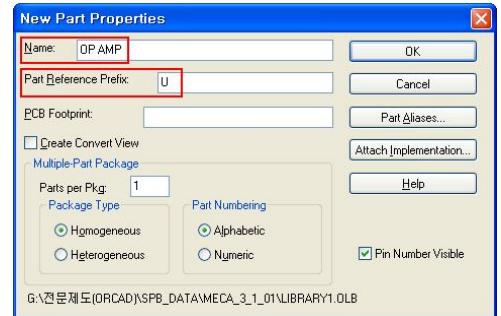 New Part Properties
Name: OP AMP
OK
Part Reference Prefix: U
Cancel
PCB Footprint:
Part Aliases...
Create Convert View
Attach Implementation...
Multiple-Part Package
Parts per Pkg: 1
Help
Package Type
Part Numbering
Homogeneous
Alphabetic
Heterogeneous
Numeric
Pin Number Visible
G:\전문제도(ORCAD)\SPB_DATA\MECA_3_1_01\LIBRARY1.OLB